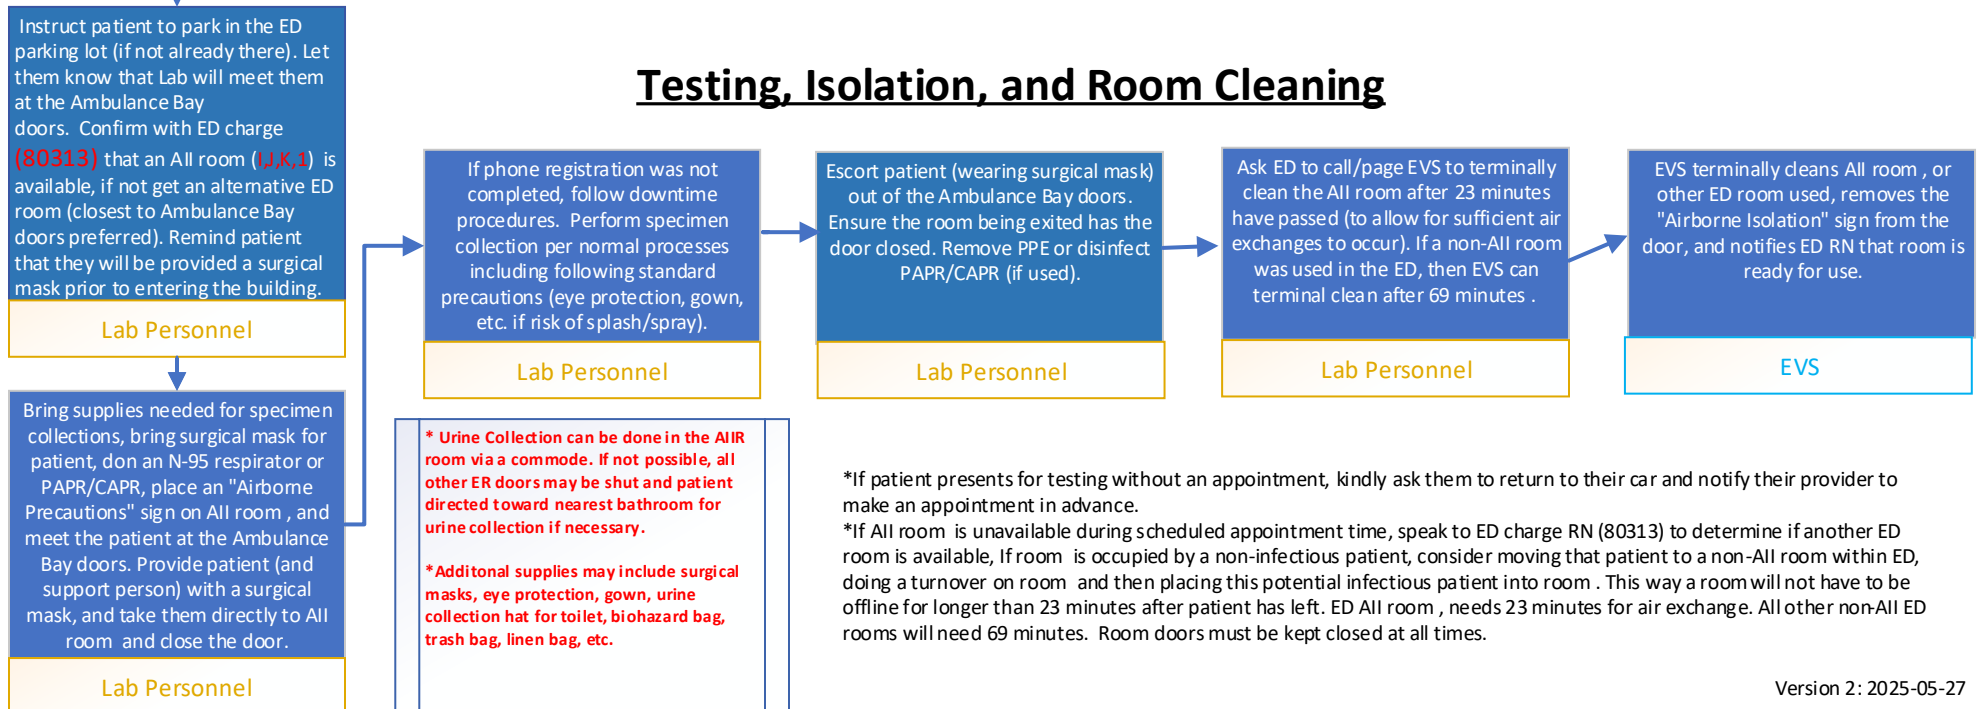 Instruct patient to park in the ED
parking lot (if not already there). Let
them know that Lab will meet them
at the Ambulance Bay
doors. Confirm with ED charge
(80313) that an AII room (I,J,K,1) is
available, if not get an alternative ED
room (closest to Ambulance Bay
doors preferred). Remind patient
that they will be provided a surgical
mask prior to entering the building.
Lab Personnel
Bring supplies needed for specimen
collections, bring surgical mask for
patient, don an N-95 respirator or
PAPR/CAPR, place an "Airborne
Precautions" sign on AII room , and
meet the patient at the Ambulance
Bay doors. Provide patient (and
support person) with a surgical
mask, and take them directly to AII
room and close the door.
Lab Personnel
Testing, Isolation, and Room Cleaning
If phone registration was not
completed, follow downtime
procedures. Perform specimen
collection per normal processes
including following standard
precautions (eye protection, gown,
etc. if risk of splash/spray).
Lab Personnel
Escort patient (wearing surgical mask)
out of the Ambulance Bay doors.
Ensure the room being exited has the
door closed. Remove PPE or disinfect
PAPR/CAPR (if used).
Lab Personnel
Ask ED to call/page EVS to terminally
clean the AII room after 23 minutes
have passed (to allow for sufficient air
exchanges to occur). If a non-AII room
was used in the ED, then EVS can
terminal clean after 69 minutes .
Lab Personnel
EVS terminally cleans AII room , or
other ED room used, removes the
"Airborne Isolation" sign from the
door, and notifies ED RN that room is
ready for use.
EVS
* Urine Collection can be done in the AIIR
room via a commode. If not possible, all
other ER doors may be shut and patient
directed toward nearest bathroom for
urine collection if necessary.
*Additonal supplies may include surgical
masks, eye protection, gown, urine
collection hat for toilet, biohazard bag,
trash bag, linen bag, etc.
*If patient presents for testing without an appointment, kindly ask them to return to their car and notify their provider to
make an appointment in advance.
*If AII room is unavailable during scheduled appointment time, speak to ED charge RN (80313) to determine if another ED
room is available, If room is occupied by a non-infectious patient, consider moving that patient to a non-AII room within ED,
doing a turnover on room and then placing this potential infectious patient into room . This way a room will not have to be
offline for longer than 23 minutes after patient has left. ED AII room , needs 23 minutes for air exchange. All other non-AII ED
rooms will need 69 minutes. Room doors must be kept closed at all times.
Version 2: 2025-05-27